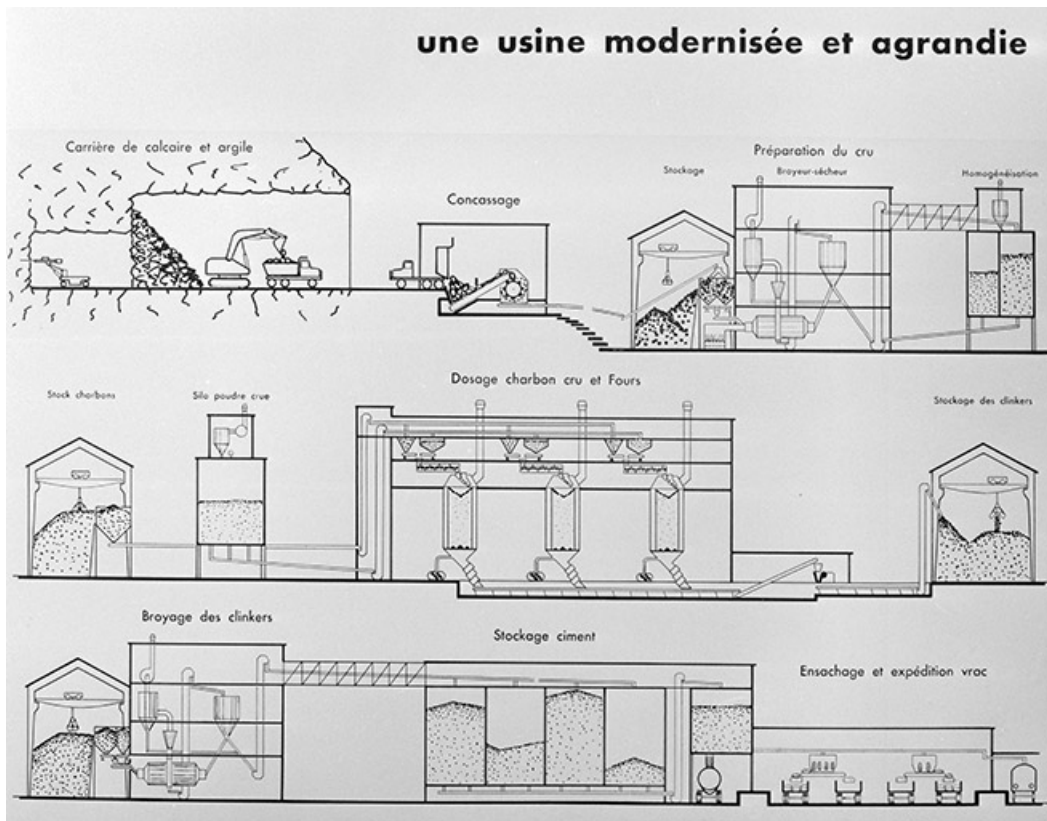 une usine modernisée et agrandie
Carrière de calcaire et argile
Concassage
Préparation du cru
Stockage
Broyeur-sécheur
Homogénéisation
Stock charbons
Silo poudre crue
Dosage charbon cru et Fours
Stockage des clinkers
Broyage des clinkers
Stockage ciment
Ensachage et expédition vrac